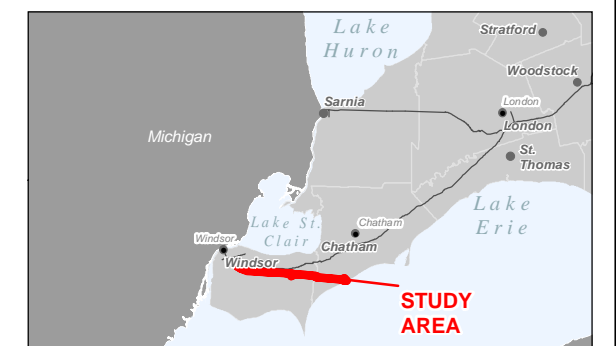 Lake
Huron
Stratford
Woodstock
Sarnia
London
London
Michigan
St.
Thomas
Lake
Erie
Lake St.
Clair
Chatham
Chatham
Windsor
Windsor
STUDY
AREA